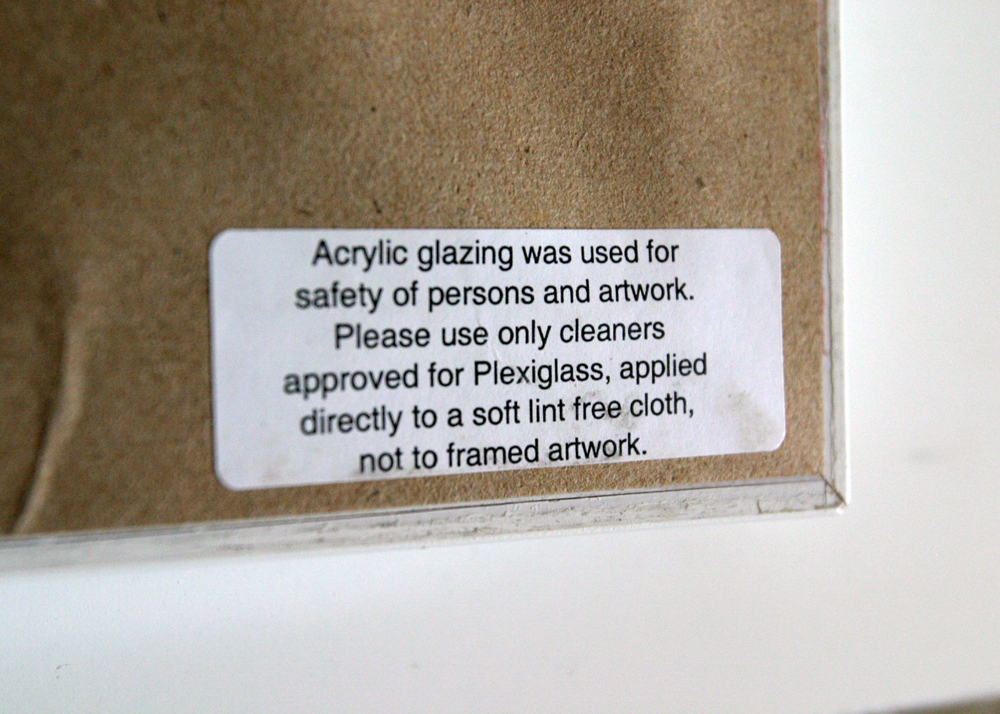 Acrylic glazing was used for
safety of persons and artwork.
Please use only cleaners
approved for Plexiglass, applied
directly to a soft lint free cloth,
not to framed artwork.